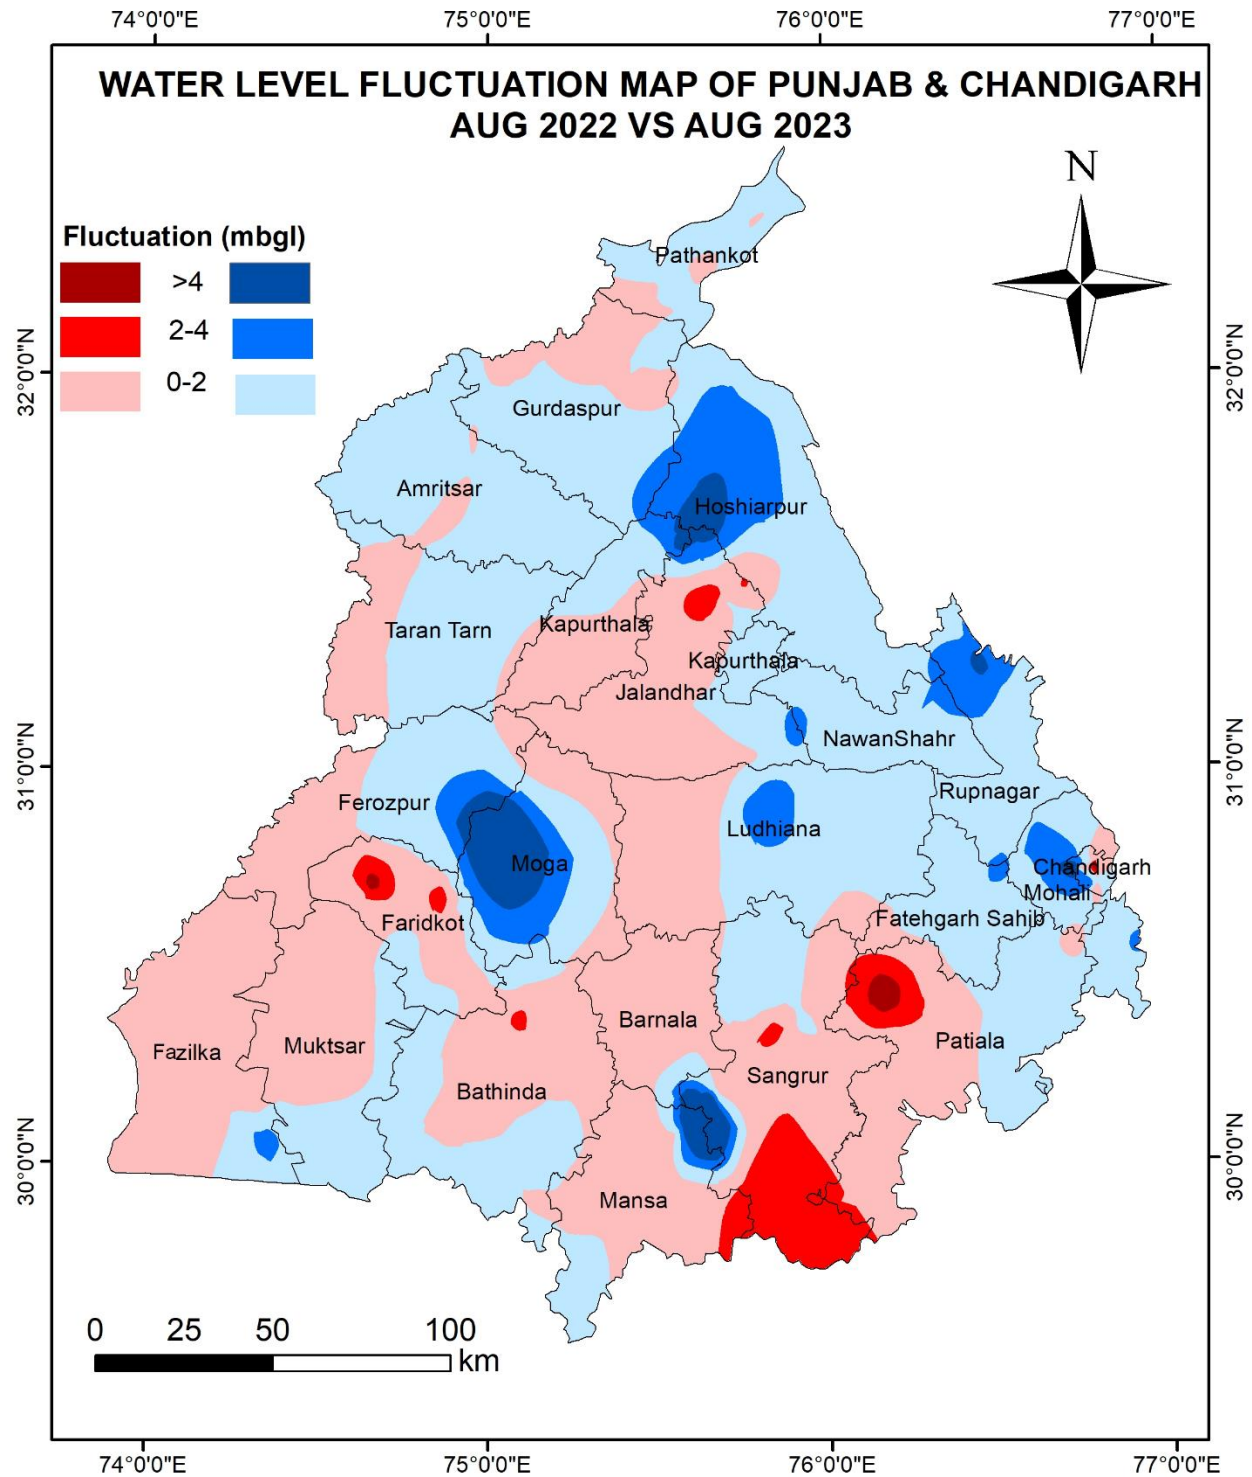 74°0'0"E 75°0'0"E 76°0'0"E 77°0'0"E
WATER LEVEL FLUCTUATION MAP OF PUNJAB & CHANDIGARH
AUG 2022 VS AUG 2023
N
Fluctuation (mbgl)
>4
2-4
0-2
32°0'0"N
32°0'0"N
31°0'0"N
31°0'0"N
30°0'0"N
30°0'0"N
Pathankot
Gurdaspur
Amritsar
Hoshiarpur
Taran Tarn
Kapurthala
Kapurthala
Jalandhar
NawanShahr
Rupnagar
Ferozpur
Ludhiana
Moga
Chandigarh
Mohali
Faridkot
Fatehgarh Sahib
Barnala
Patiala
Fazilka
Muktsar
Sangrur
Bathinda
Mansa
0 25 50 100
km
74°0'0"E 75°0'0"E 76°0'0"E 77°0'0"E